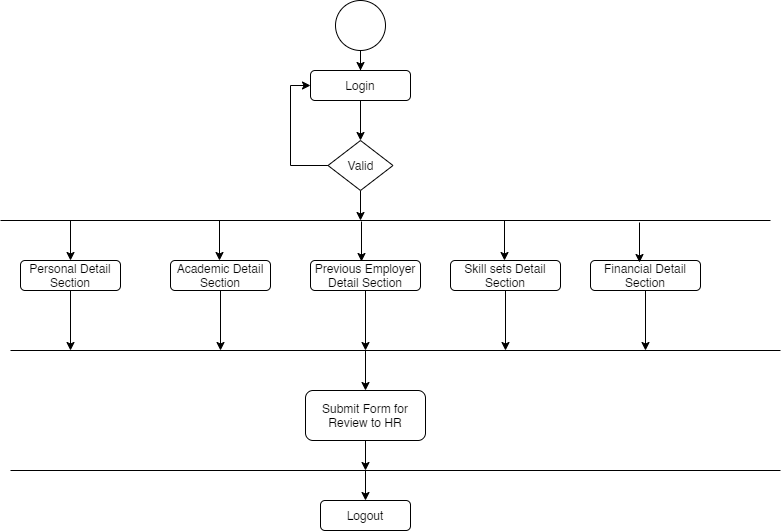 Login
Valid
Personal Detail
Section
Academic Detail
Section
Previous Employer
Detail Section
Skill sets Detail
Section
Financial Detail
Section
Submit Form for
Review to HR
Logout